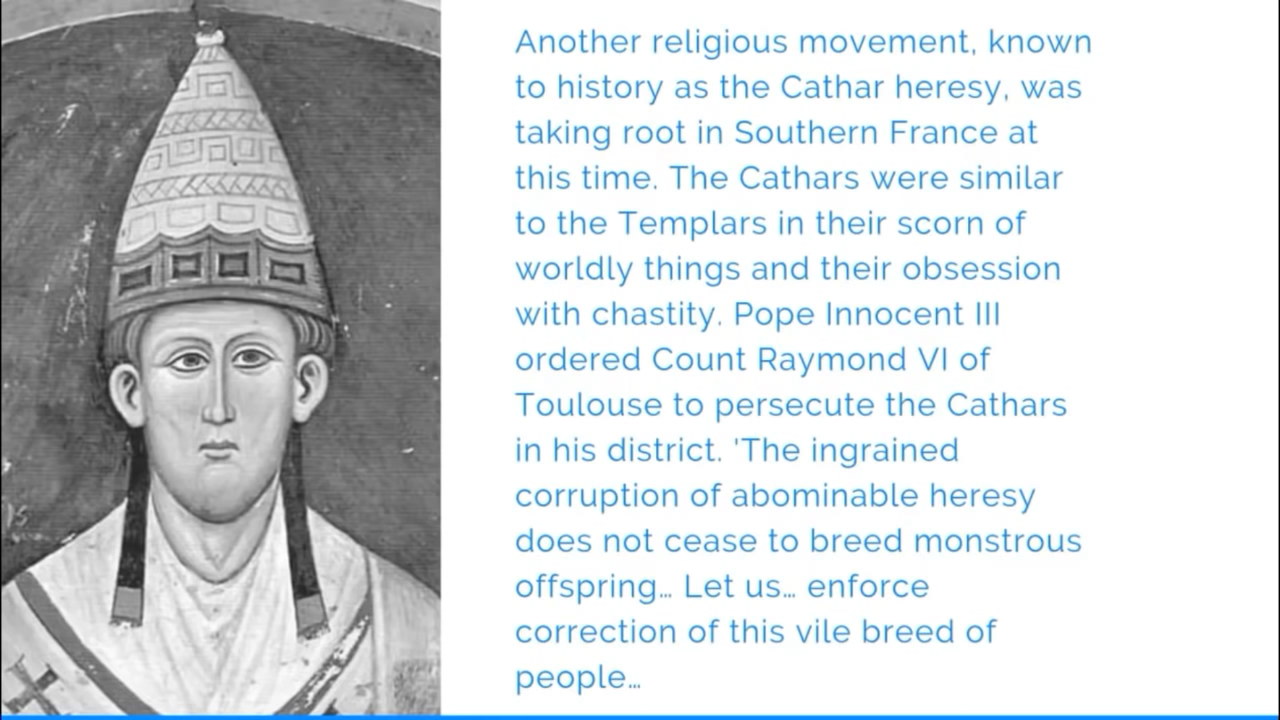 Another religious movement, known
to history as the Cathar heresy, was
taking root in Southern France at
this time. The Cathars were similar
to the Templars in their scorn of
worldly things and their obsession
with chastity. Pope Innocent III
ordered Count Raymond VI of
Toulouse to persecute the Cathars
in his district. 'The ingrained
corruption of abominable heresy
does not cease to breed monstrous
offspring… Let us… enforce
correction of this vile breed of
people…